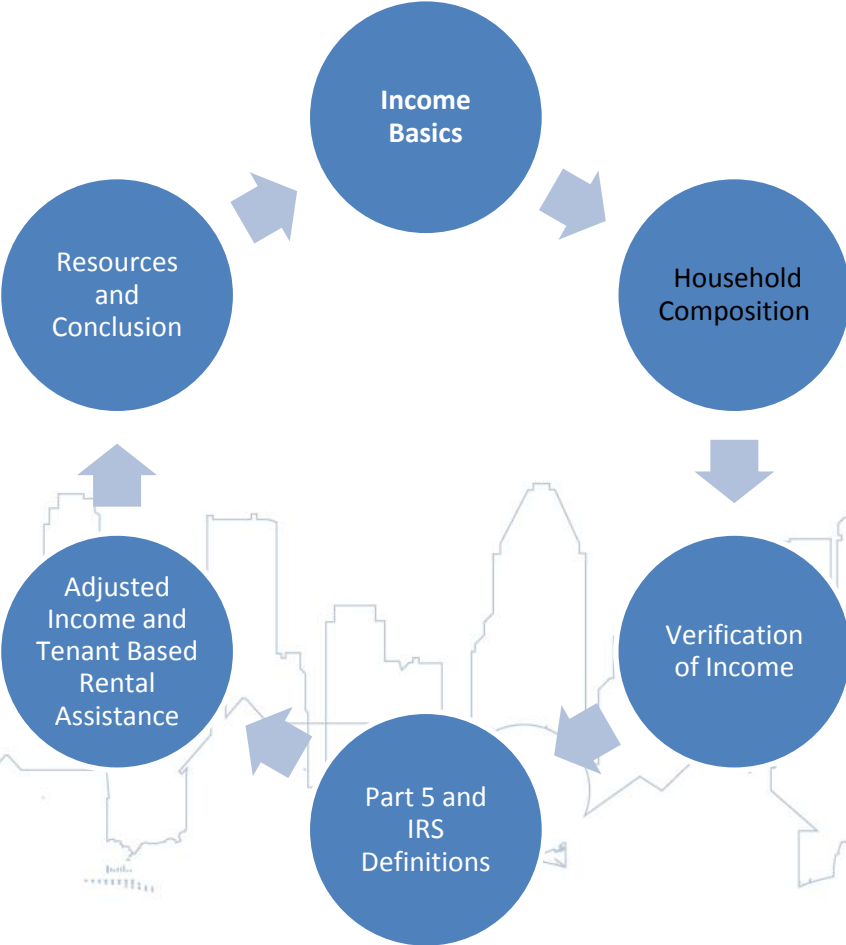 Income
Basics
Household
Composition
Verification
of Income
Part 5 and
IRS
Definitions
Adjusted
Income and
Tenant Based
Rental
Assistance
Resources
and
Conclusion